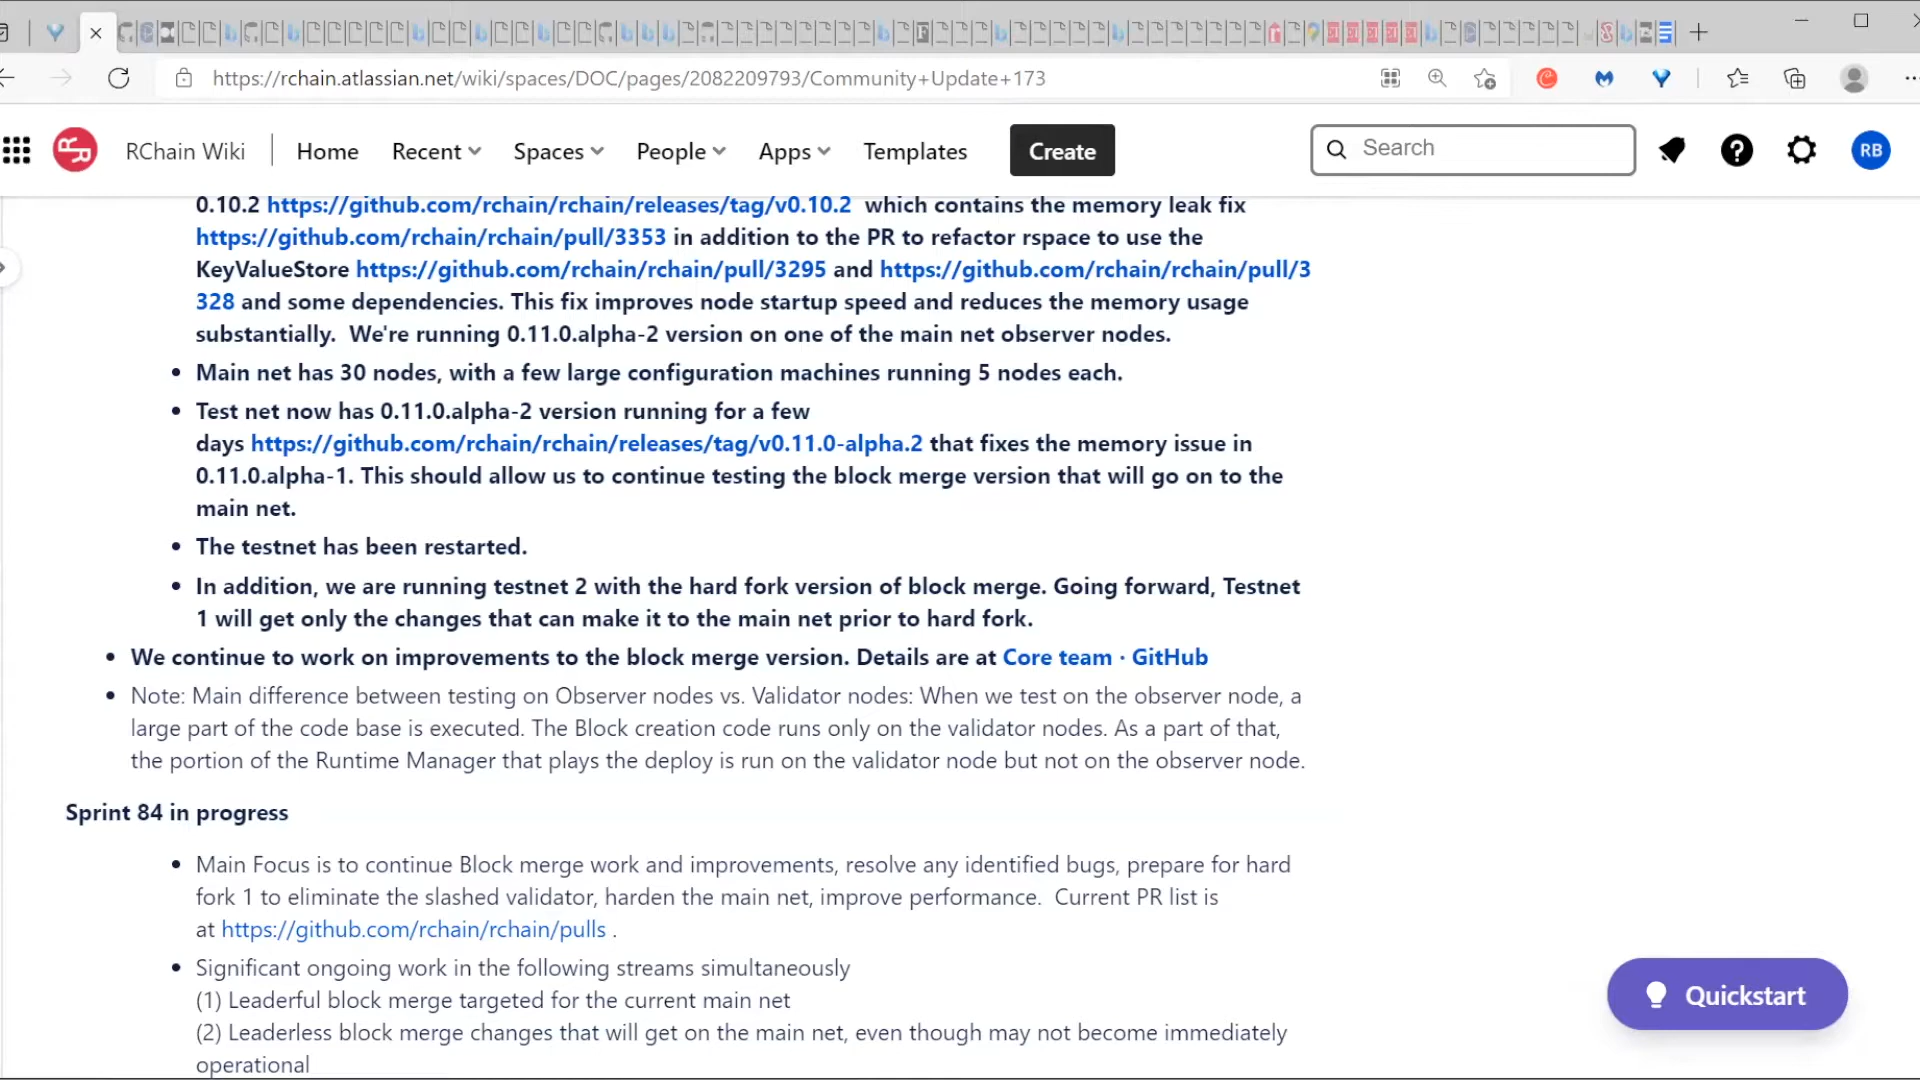 https://rchain.atlassian.net/wiki/spaces/DOC/pages/2082209793/Community+Update+173
RChain Wiki Home Recent Spaces People Apps Templates Create Search RB
0.10.2 https://github.com/rchain/rchain/releases/tag/v0.10.2 which contains the memory leak fix
https://github.com/rchain/rchain/pull/3353 in addition to the PR to refactor rspace to use the
KeyValueStore https://github.com/rchain/rchain/pull/3295 and https://github.com/rchain/rchain/pull/3
328 and some dependencies. This fix improves node startup speed and reduces the memory usage
substantially. We're running 0.11.0.alpha-2 version on one of the main net observer nodes.
• Main net has 30 nodes, with a few large configuration machines running 5 nodes each.
• Test net now has 0.11.0.alpha-2 version running for a few
days https://github.com/rchain/rchain/releases/tag/v0.11.0-alpha.2 that fixes the memory issue in
0.11.0.alpha-1. This should allow us to continue testing the block merge version that will go on to the
main net.
• The testnet has been restarted.
• In addition, we are running testnet 2 with the hard fork version of block merge. Going forward, Testnet
1 will get only the changes that can make it to the main net prior to hard fork.
• We continue to work on improvements to the block merge version. Details are at Core team · GitHub
• Note: Main difference between testing on Observer nodes vs. Validator nodes: When we test on the observer node, a
large part of the code base is executed. The Block creation code runs only on the validator nodes. As a part of that,
the portion of the Runtime Manager that plays the deploy is run on the validator node but not on the observer node.
Sprint 84 in progress
• Main Focus is to continue Block merge work and improvements, resolve any identified bugs, prepare for hard
fork 1 to eliminate the slashed validator, harden the main net, improve performance. Current PR list is
at https://github.com/rchain/rchain/pulls .
• Significant ongoing work in the following streams simultaneously
(1) Leaderful block merge targeted for the current main net
(2) Leaderless block merge changes that will get on the main net, even though may not become immediately
operational
Quickstart